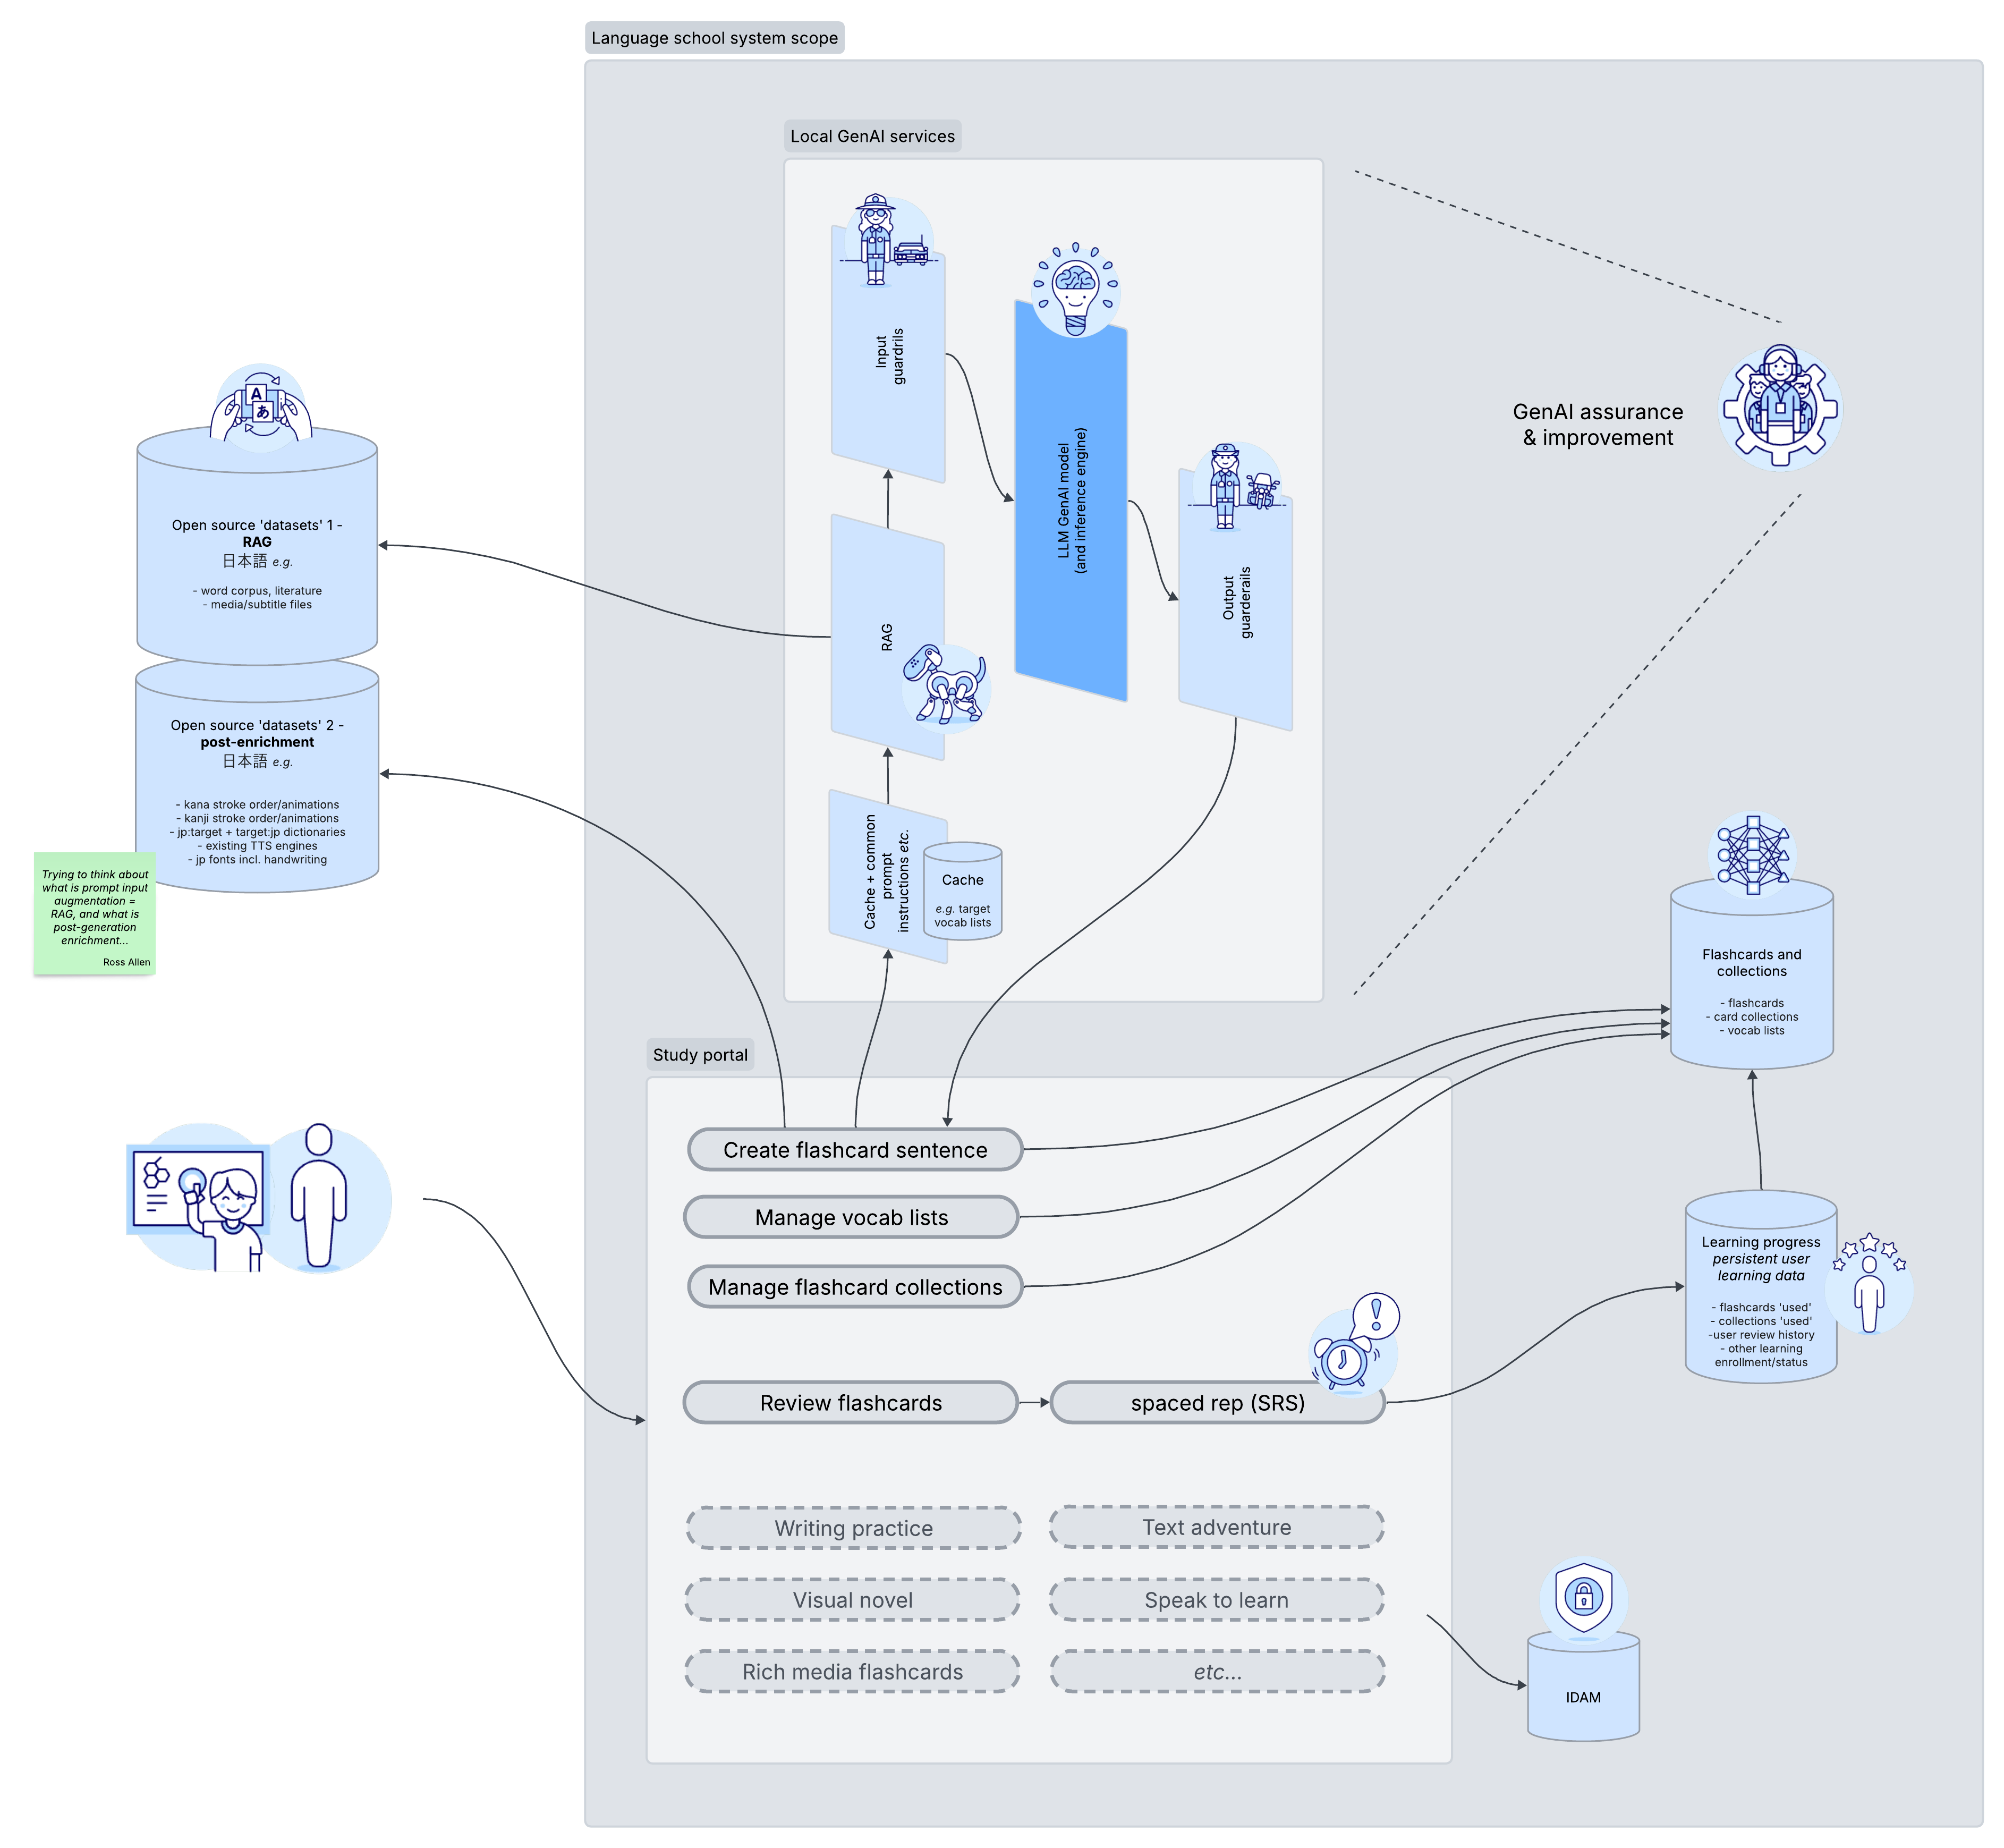 Language school system scope
Local GenAI services
Input
guardrils
LLM GenAI model
(and inference engine)
Output
guarderails
RAG
Cache + common
prompt
instructions etc.
Cache
e.g. target
vocab lists
GenAI assurance
& improvement
Open source 'datasets' 1 -
RAG
日本語 e.g.
- word corpus, literature
- media/subtitle files
Open source 'datasets' 2 -
post-enrichment
日本語 e.g.
- kana stroke order/animations
- kanji stroke order/animations
- jp:target + target:jp dictionaries
- existing TTS engines
- jp fonts incl. handwriting
Trying to think about
what is prompt input
augmentation =
RAG, and what is
post-generation
enrichment...
Ross Allen
A
あ
Study portal
Create flashcard sentence
Manage vocab lists
Manage flashcard collections
Review flashcards
spaced rep (SRS)
!
Writing practice
Text adventure
Visual novel
Speak to learn
Rich media flashcards
etc...
Flashcards and
collections
- flashcards
- card collections
- vocab lists
Learning progress
persistent user
learning data
- flashcards 'used'
- collections 'used'
-user review history
- other learning
enrollment/status
IDAM